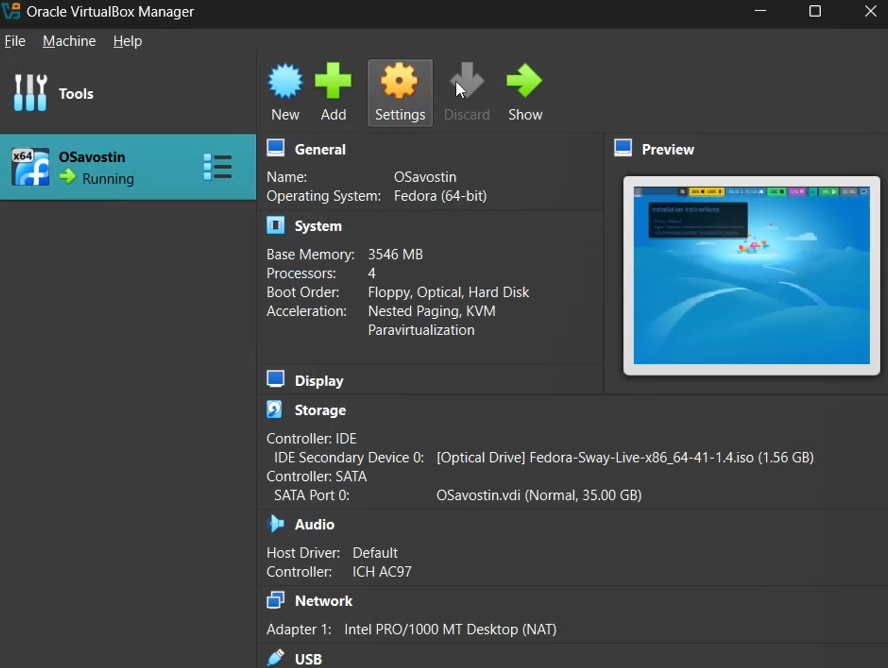 Oracle VirtualBox Manager
File Machine Help
Tools
New Add Settings Discard Show
x64
OSavostin
Running
General
Name: OSavostin
Operating System: Fedora (64-bit)
Preview
System
Base Memory: 3546 MB
Processors: 4
Boot Order: Floppy, Optical, Hard Disk
Acceleration: Nested Paging, KVM
Paravirtualization
Display
Storage
Controller: IDE
IDE Secondary Device 0: [Optical Drive] Fedora-Sway-Live-x86_64-41-1.4.iso (1.56 GB)
Controller: SATA
SATA Port 0: OSavostin.vdi (Normal, 35.00 GB)
Audio
Host Driver: Default
Controller: ICH AC97
Network
Adapter 1: Intel PRO/1000 MT Desktop (NAT)
USB